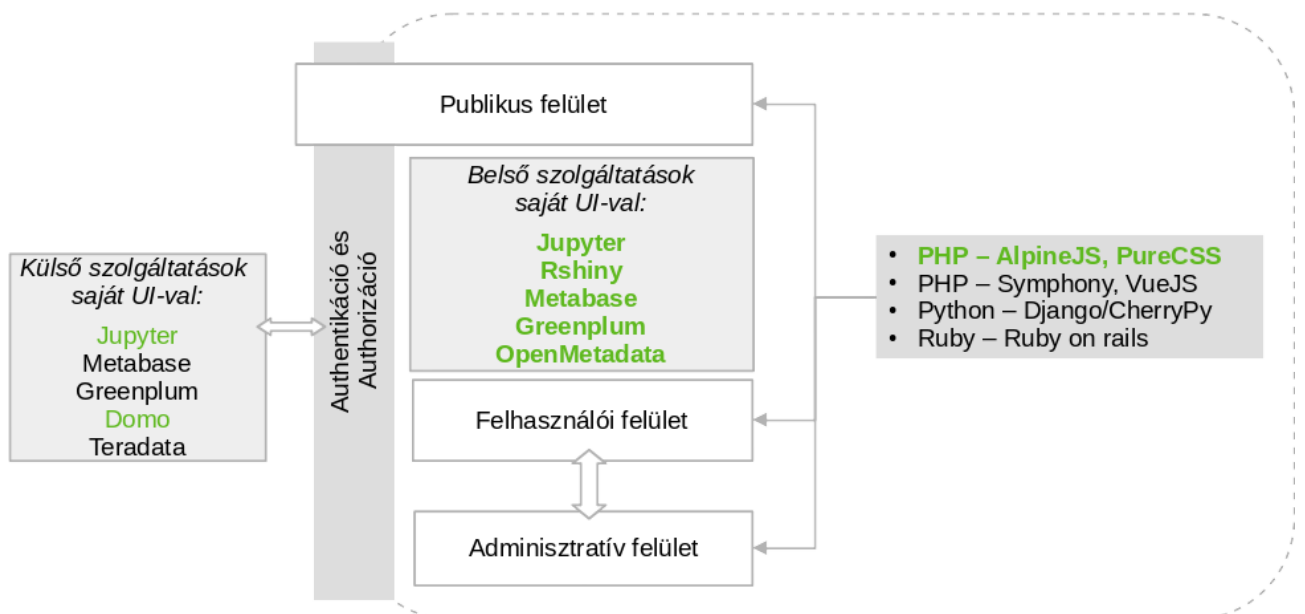 Publikus felület
Belső szolgáltatások
saját UI-val:
Jupyter
Rshiny
Metabase
Greenplum
OpenMetadata
Authentikáció és
Authorizáció
Külső szolgáltatások
saját UI-val:
Jupyter
Metabase
Greenplum
Domo
Teradata
• PHP – AlpineJS, PureCSS
• PHP – Symphony, VueJS
• Python – Django/CherryPy
• Ruby – Ruby on rails
Felhasználói felület
Adminisztratív felület